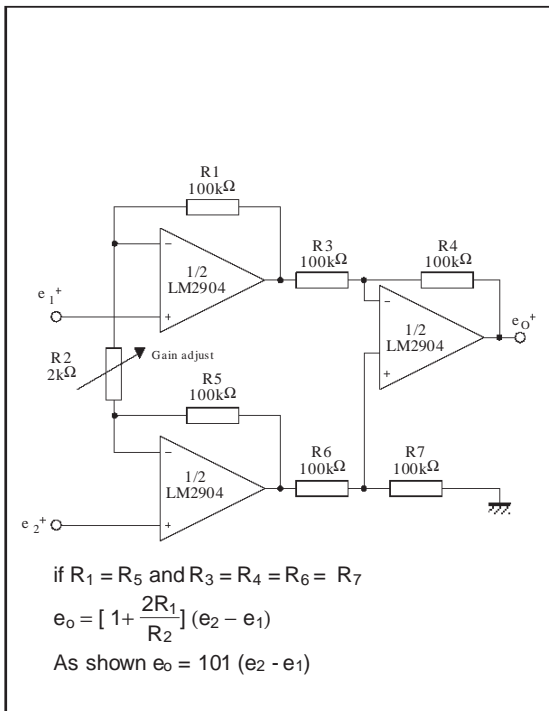 R1
100kΩ
R3
100kΩ
R4
100kΩ
1/2
LM2904
e1+
1/2
LM2904
eO+
R2
2kΩ
Gain adjust
R5
100kΩ
R6
100kΩ
R7
100kΩ
1/2
LM2904
e2+
if R1 = R5 and R3 = R4 = R6 = R7
eo = [ 1+ 2R1/R2 ] (e2 − e1)
As shown eo = 101 (e2 - e1)